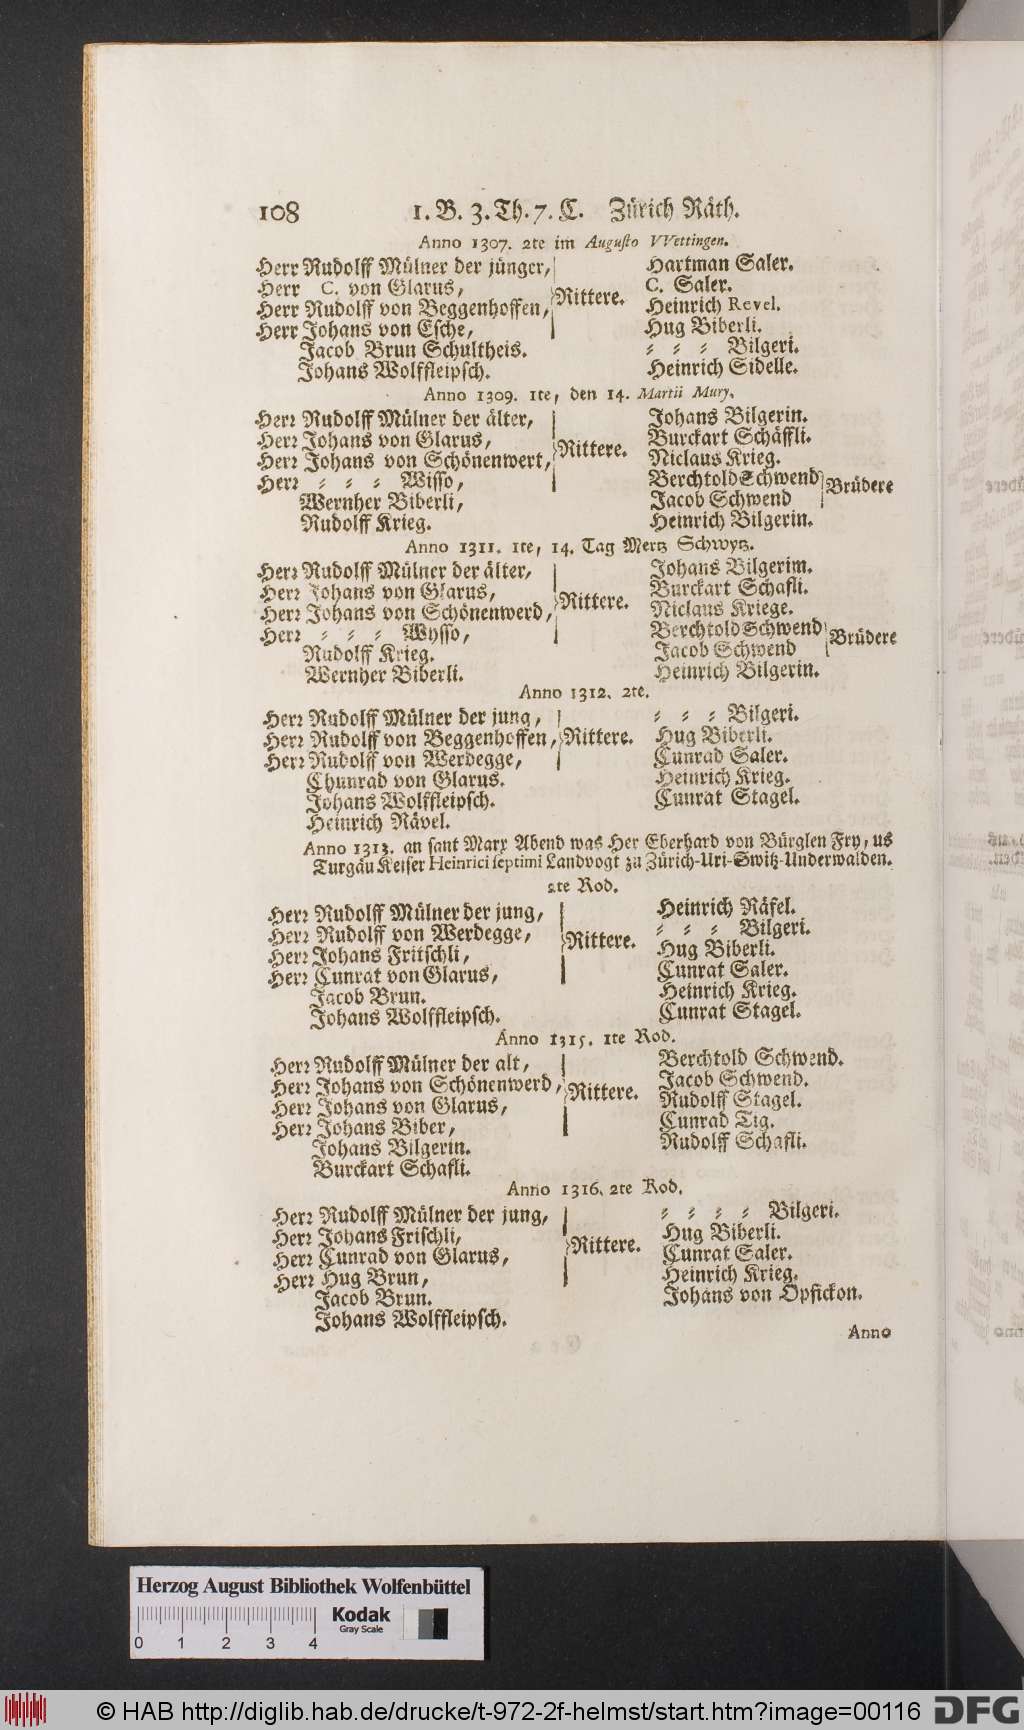 108 1. B. 3. Th. 7. C. Zürich Räth.
Anno 1307. 2te im Augusto VVettingen.
Herr Rudolff Mülner der jünger,
Herr C. von Glarus,
Herr Rudolff von Beggenhoffen,
Herr Johans von Esche,
Rittere.
Jacob Brun Schultheis.
Johans Wolffleipsch.
Hartman Saler.
C. Saler.
Heinrich Revel.
Hug Biberli.
⸗ ⸗ ⸗ Bilgeri.
Heinrich Sidelle.
Anno 1309. 1te, den 14. Martii Mury.
Herr Rudolff Mülner der älter,
Herr Johans von Glarus,
Herr Johans von Schönenwert,
Herr ⸗ ⸗ ⸗ Wisso,
Rittere.
Wernher Biberli,
Rudolff Krieg.
Johans Bilgerin.
Burckart Schäffli.
Niclaus Krieg.
Berchtold Schwend
Jacob Schwend
Brüdere
Heinrich Bilgerin.
Anno 1311. 1te, 14. Tag Mertz Schwytz.
Herr Rudolff Mülner der älter,
Herr Johans von Glarus,
Herr Johans von Schönenwerd,
Herr ⸗ ⸗ ⸗ Wysso,
Rittere.
Rudolff Krieg.
Wernher Biberli.
Johans Bilgerim.
Burckart Schafli.
Niclaus Kriege.
Berchtold Schwend
Jacob Schwend
Brüdere
Heinrich Bilgerin.
Anno 1312. 2te.
Herr Rudolff Mülner der jung,
Herr Rudolff von Beggenhoffen,
Herr Rudolff von Werdegge,
Rittere.
Chunrad von Glarus.
Johans Wolffleipsch.
Heinrich Rävel.
⸗ ⸗ ⸗ Bilgeri.
Hug Biberli.
Cunrad Saler.
Heinrich Krieg.
Cunrat Stagel.
Anno 1313. an sant Marx Abend was Her Eberhard von Bürglen Fry, us
Turgäu Keiser Heinrici septimi Landvogt zu Zürich-Uri-Switz-Underwalden.
2te Rod.
Herr Rudolff Mülner der jung,
Herr Rudolff von Werdegge,
Herr Johans Fritschli,
Herr Cunrat von Glarus,
Rittere.
Jacob Brun.
Johans Wolffleipsch.
Heinrich Räfel.
⸗ ⸗ ⸗ Bilgeri.
Hug Biberli.
Cunrat Saler.
Heinrich Krieg.
Cunrat Stagel.
Anno 1315. 1te Rod.
Herr Rudolff Mülner der alt,
Herr Johans von Schönenwerd,
Herr Johans von Glarus,
Herr Johans Biber,
Rittere.
Johans Bilgerin.
Burckart Schafli.
Berchtold Schwend.
Jacob Schwend.
Rudolff Stagel.
Cunrad Tig.
Rudolff Schafli.
Anno 1316. 2te Rod.
Herr Rudolff Mülner der jung,
Herr Johans Frischli,
Herr Cunrad von Glarus,
Herr Hug Brun,
Rittere.
Jacob Brun.
Johans Wolffleipsch.
⸗ ⸗ ⸗ ⸗ Bilgeri.
Hug Biberli.
Cunrat Saler.
Heinrich Krieg.
Johans von Opfickon.
Anno
Herzog August Bibliothek Wolfenbüttel
Kodak
Gray Scale
0 1 2 3 4
© HAB http://diglib.hab.de/drucke/t-972-2f-helmst/start.htm?image=00116
DFG